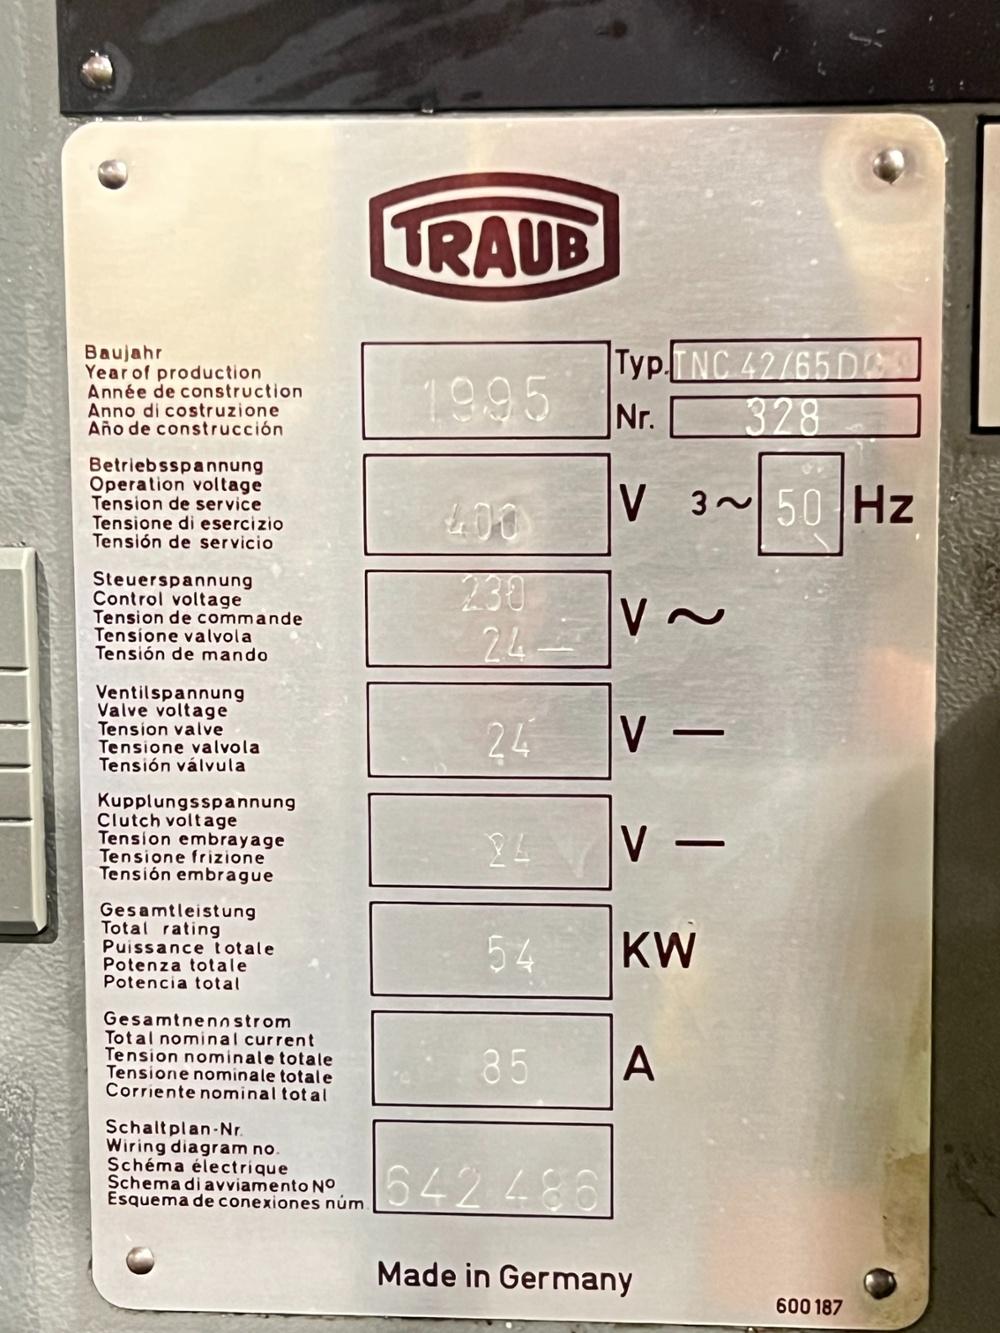 TRAUB
Baujahr
Year of production
Année de construction
Anno di costruzione
Año de construcción
1995
Typ. TNC 42/65 D
Nr. 328
Betriebsspannung
Operation voltage
Tension de service
Tensione di esercizio
Tensión de servicio
400 V 3~ 50 Hz
Steuerspannung
Control voltage
Tension de commande
Tensione valvola
Tensión de mando
230
24 —
V ~
Ventilspannung
Valve voltage
Tension valve
Tensione valvola
Tensión válvula
24 V —
Kupplungsspannung
Clutch voltage
Tension embrayage
Tensione frizione
Tensión embrague
24 V —
Gesamtleistung
Total rating
Puissance totale
Potenza totale
Potencia total
54 KW
Gesamtnennstrom
Total nominal current
Tension nominale totale
Tensione nominale totale
Corriente nominal total
85 A
Schaltplan-Nr.
Wiring diagram no.
Schéma électrique
Schema di avviamento Nº
Esquema de conexiones núm.
642 486
Made in Germany
600187